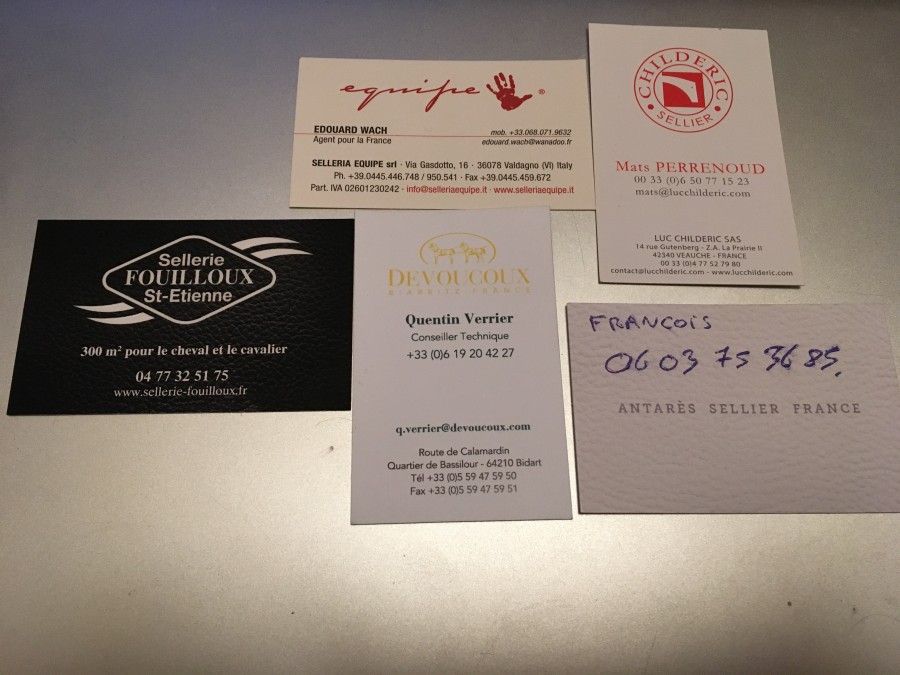 equipe ®
EDOUARD WACH
Agent pour la France
mob. +33.068.071.9632
edouard.wach@wanadoo.it
SELLERIA EQUIPE srl · Via Gasdotto, 16 · 36078 Valdagno (VI) Italy
Ph. +39.0445.446.748 / 950.541 · Fax +39.0445.459.672
Part. IVA 02601230242 · info@selleriaequipe.it · www.selleriaequipe.it
CHILDERIC
SELLIER
Mats PERRENOUD
00 33 (0)6 50 77 15 23
mats@lucchilderic.com
LUC CHILDERIC SAS
14 rue Gutenberg - Z.A. La Prairie II
42340 VEAUCHE - FRANCE
00 33 (0)4 77 52 79 80
contact@lucchilderic.com - www.lucchilderic.com
Sellerie
FOUILLOUX
St-Etienne
300 m² pour le cheval et le cavalier
04 77 32 51 75
www.sellerie-fouilloux.fr
DEVOUCOUX
BIARRITZ FRANCE
Quentin Verrier
Conseiller Technique
+33 (0)6 19 20 42 27
q.verrier@devoucoux.com
Route de Calamardin
Quartier de Bassilour - 64210 Bidart
Tél +33 (0)5 59 47 59 50
Fax +33 (0)5 59 47 59 51
FRANÇOIS
06 03 75 36 85.
ANTARÈS SELLIER FRANCE